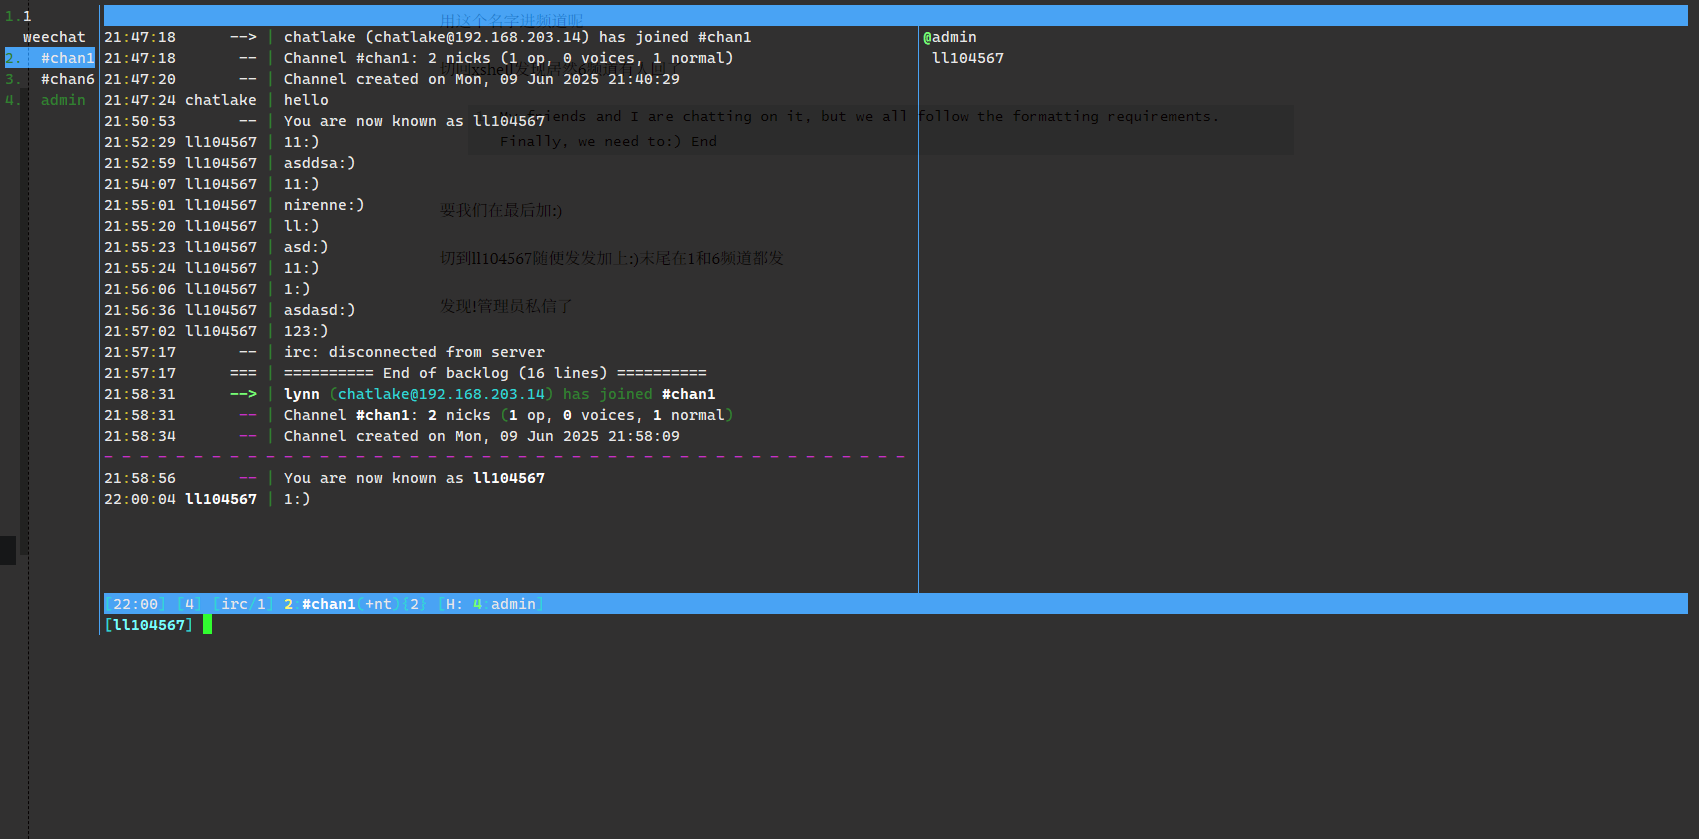 1.1
weechat
2. #chan1
3. #chan6
4. admin
用这个名字进频道呢
21:47:18 --> | chatlake (chatlake@192.168.203.14) has joined #chan1
21:47:18 -- | Channel #chan1: 2 nicks (1 op, 0 voices, 1 normal)
21:47:20 -- | Channel created on Mon, 09 Jun 2025 21:40:29
21:47:24 chatlake | hello
21:50:53 -- | You are now known as ll104567
friends and I are chatting on it, but we all follow the formatting requirements.
21:52:29 ll104567 | 11:)
Finally, we need to:) End
21:52:59 ll104567 | asddsa:)
21:54:07 ll104567 | 11:)
21:55:01 ll104567 | nirenne:)
要我们在最后加:)
21:55:20 ll104567 | ll:)
21:55:23 ll104567 | asd:)
切到ll104567随便发发加上:)末尾在1和6频道都发
21:55:24 ll104567 | 11:)
21:56:06 ll104567 | 1:)
21:56:36 ll104567 | asdasd:)
发现!管理员私信了
21:57:02 ll104567 | 123:)
21:57:17 -- | irc: disconnected from server
21:57:17 === | ========== End of backlog (16 lines) ==========
21:58:31 --> | lynn (chatlake@192.168.203.14) has joined #chan1
21:58:31 -- | Channel #chan1: 2 nicks (1 op, 0 voices, 1 normal)
21:58:34 -- | Channel created on Mon, 09 Jun 2025 21:58:09
21:58:56 -- | You are now known as ll104567
22:00:04 ll104567 | 1:)
@admin
ll104567
[22:00] [4] [irc/1] 2:#chan1(+nt)[2] [H: 4:admin]
[ll104567]